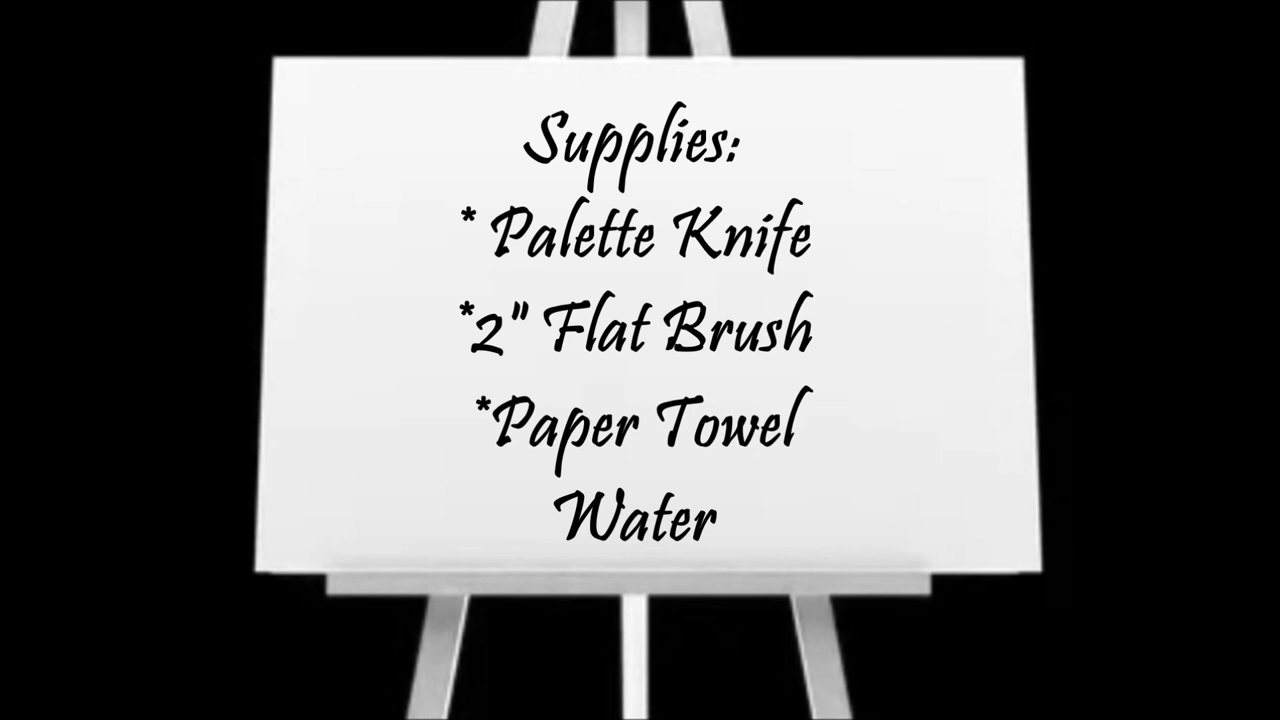 Supplies:
* Palette Knife
*2" Flat Brush
*Paper Towel
Water